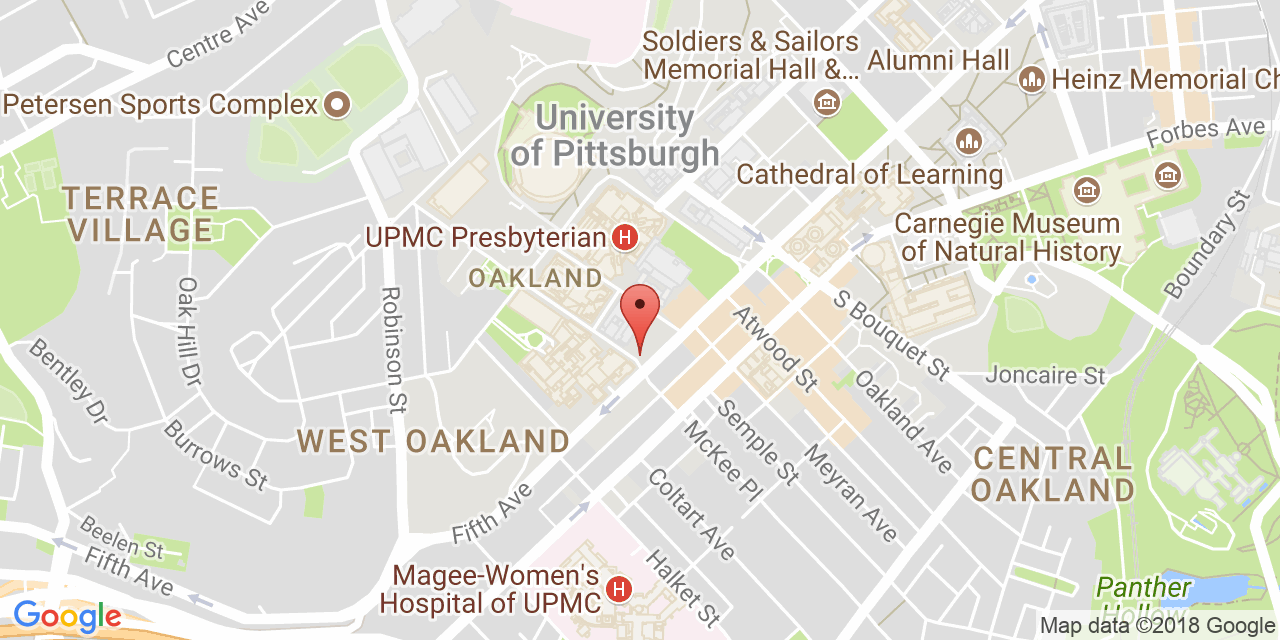 Centre Ave
Soldiers & Sailors
Memorial Hall &...
Alumni Hall
Heinz Memorial Ch
Petersen Sports Complex
University
of Pittsburgh
Forbes Ave
Cathedral of Learning
TERRACE
VILLAGE
Carnegie Museum
of Natural History
Boundary St
UPMC Presbyterian
H
OAKLAND
Oak Hill Dr
Robinson St
S Bouquet St
Atwood St
Joncaire St
Bentley Dr
Oakland Ave
Burrows St
WEST OAKLAND
Semple St
McKee Pl
Meyran Ave
CENTRAL
OAKLAND
Coltart Ave
Fifth Ave
Beelen St
Fifth Ave
Halket St
Magee-Women's
Hospital of UPMC
H
Panther
Hollow
Google
Map data ©2018 Google